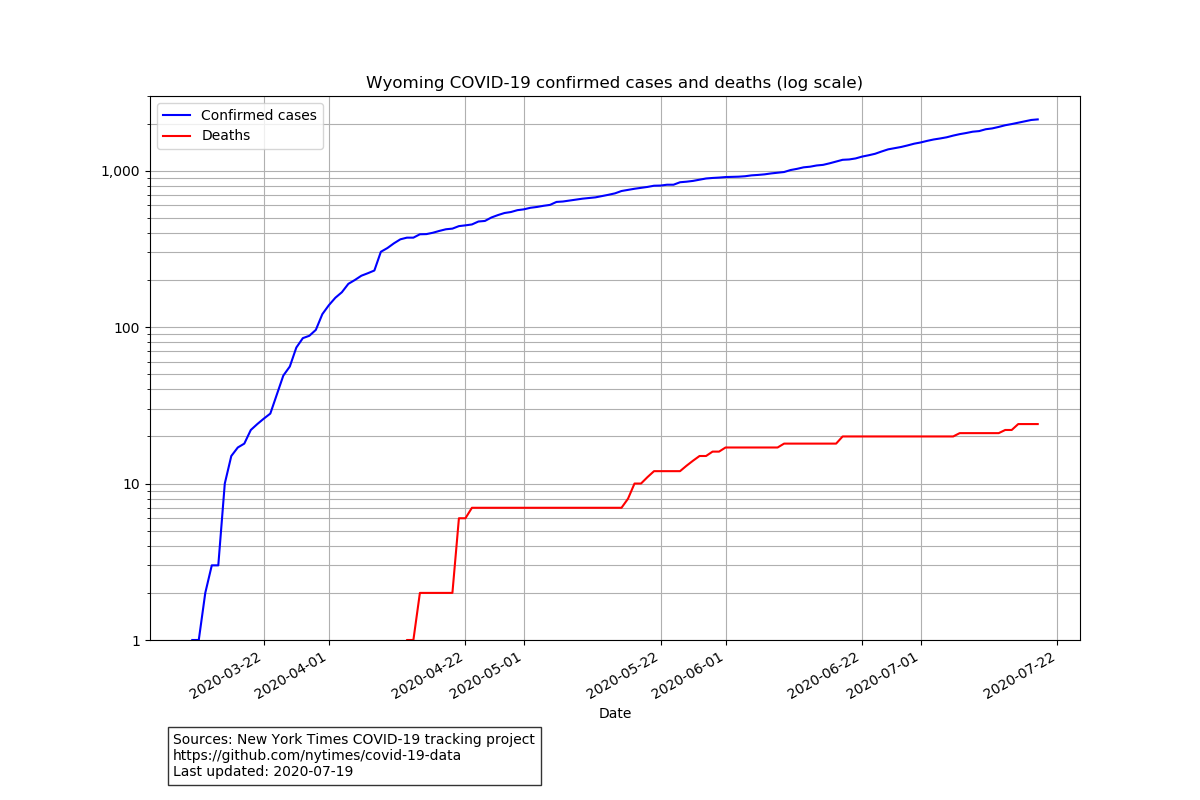 Wyoming COVID-19 confirmed cases and deaths (log scale)
Confirmed cases
Deaths
1,000
100
10
1
2020-03-22
2020-04-01
2020-04-22
2020-05-01
2020-05-22
2020-06-01
2020-06-22
2020-07-01
2020-07-22
Date
Sources: New York Times COVID-19 tracking project
https://github.com/nytimes/covid-19-data
Last updated: 2020-07-19